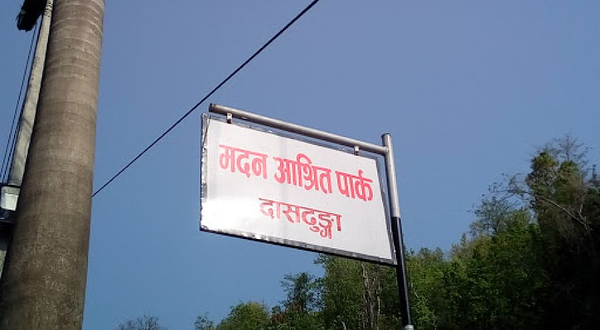 मदन आश्रित पार्क
दासढुङ्गा